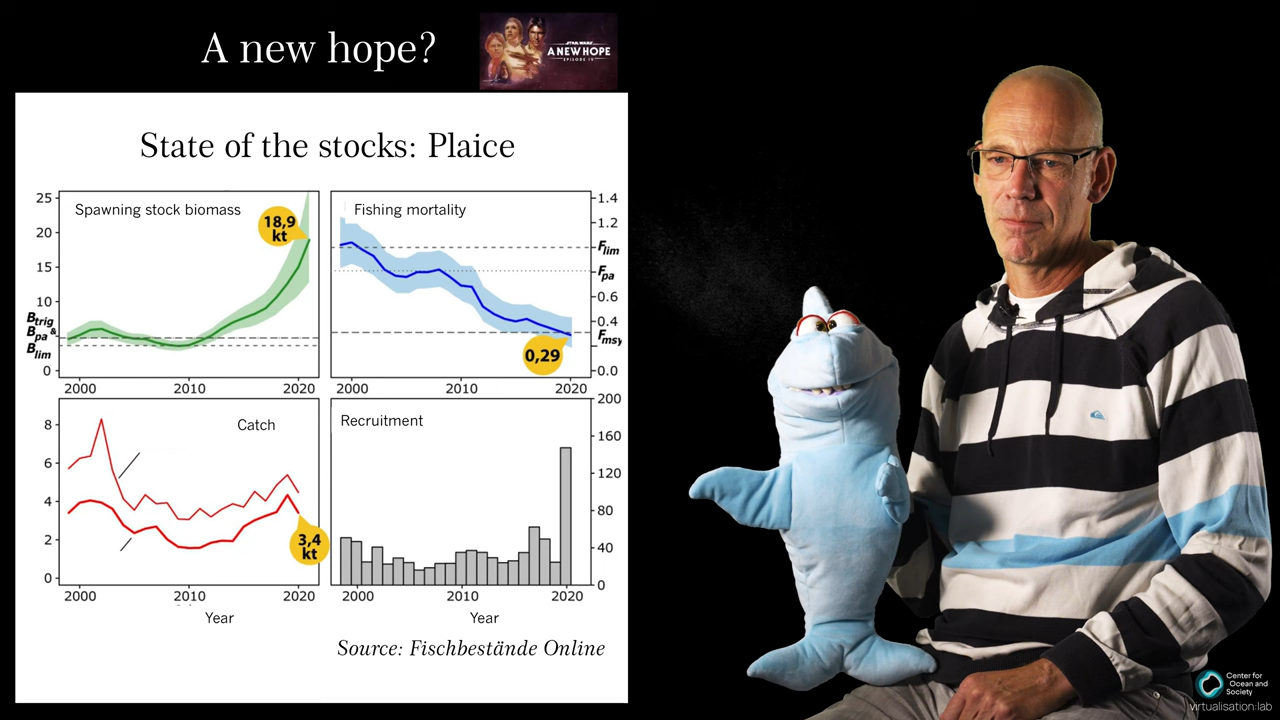 A new hope?
STAR WARS
A NEW HOPE
EPISODE IV
State of the stocks: Plaice
Spawning stock biomass
18,9
kt
25
20
15
10
Btrig
Bpa &
Blim
0
2000 2010 2020
Fishing mortality
0,29
1.4
1.2
Flim
Fpa
0.6
0.4
Fmsy
0.0
2000 2010 2020
Catch
3,4
kt
8
6
4
2
0
2000 2010 2020
Year
Recruitment
200
160
120
80
40
0
2000 2010 2020
Year
Source: Fischbestände Online
Center for
Ocean and
Society
virtualisation:lab